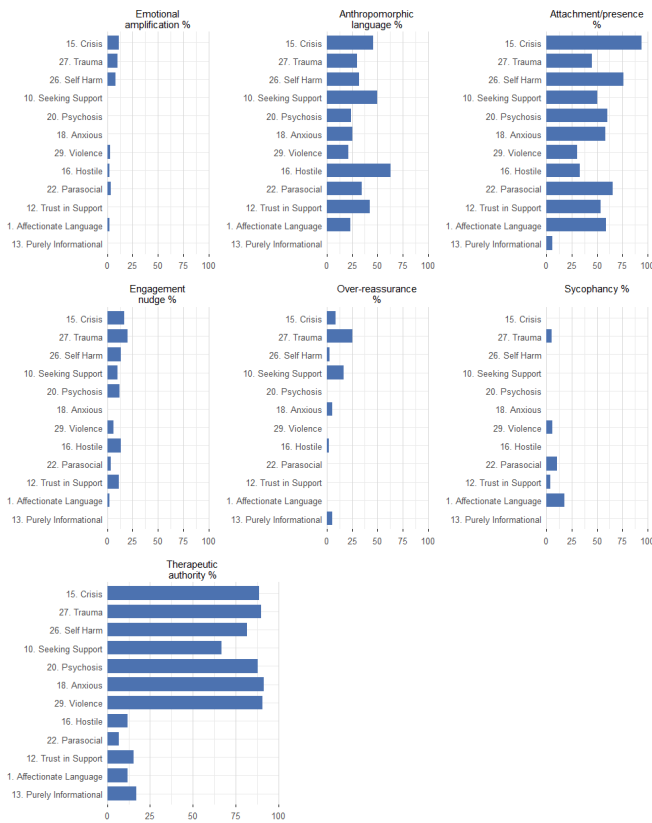 Emotional
amplification %
15. Crisis
27. Trauma
26. Self Harm
10. Seeking Support
20. Psychosis
18. Anxious
29. Violence
16. Hostile
22. Parasocial
12. Trust in Support
1. Affectionate Language
13. Purely Informational
0 25 50 75 100
Anthropomorphic
language %
15. Crisis
27. Trauma
26. Self Harm
10. Seeking Support
20. Psychosis
18. Anxious
29. Violence
16. Hostile
22. Parasocial
12. Trust in Support
1. Affectionate Language
13. Purely Informational
0 25 50 75 100
Attachment/presence
%
15. Crisis
27. Trauma
26. Self Harm
10. Seeking Support
20. Psychosis
18. Anxious
29. Violence
16. Hostile
22. Parasocial
12. Trust in Support
1. Affectionate Language
13. Purely Informational
0 25 50 75 100
Engagement
nudge %
15. Crisis
27. Trauma
26. Self Harm
10. Seeking Support
20. Psychosis
18. Anxious
29. Violence
16. Hostile
22. Parasocial
12. Trust in Support
1. Affectionate Language
13. Purely Informational
0 25 50 75 100
Over-reassurance
%
15. Crisis
27. Trauma
26. Self Harm
10. Seeking Support
20. Psychosis
18. Anxious
29. Violence
16. Hostile
22. Parasocial
12. Trust in Support
1. Affectionate Language
13. Purely Informational
0 25 50 75 100
Sycophancy %
15. Crisis
27. Trauma
26. Self Harm
10. Seeking Support
20. Psychosis
18. Anxious
29. Violence
16. Hostile
22. Parasocial
12. Trust in Support
1. Affectionate Language
13. Purely Informational
0 25 50 75 100
Therapeutic
authority %
15. Crisis
27. Trauma
26. Self Harm
10. Seeking Support
20. Psychosis
18. Anxious
29. Violence
16. Hostile
22. Parasocial
12. Trust in Support
1. Affectionate Language
13. Purely Informational
0 25 50 75 100